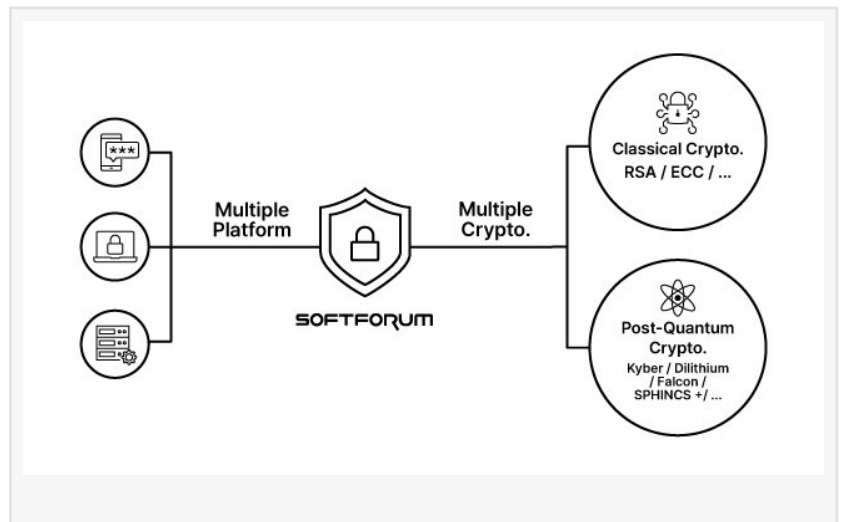 ***
Multiple
Platform
SOFTFORUM
Multiple
Crypto.
Classical Crypto.
RSA / ECC / ...
Post-Quantum
Crypto.
Kyber / Dilithium
/ Falcon /
SPHINCS +/ ...